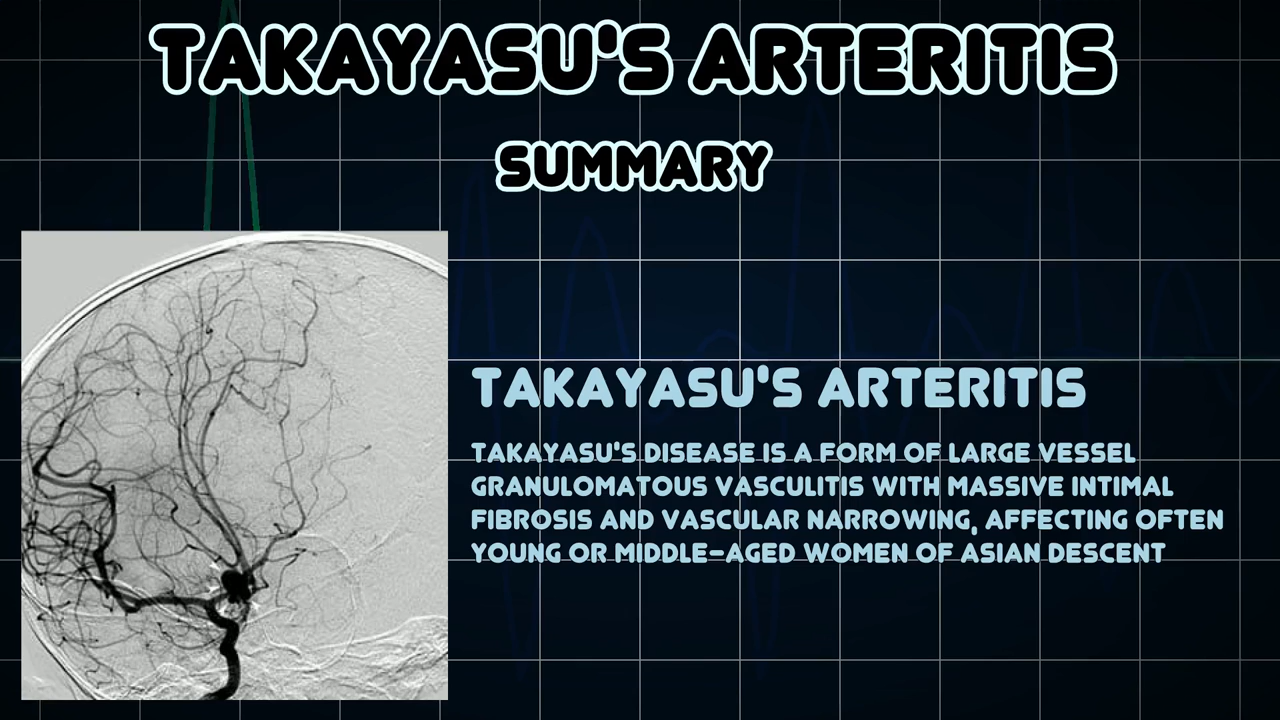 TAKAYASU'S ARTERITIS
SUMMARY
TAKAYASU'S ARTERITIS
TAKAYASU'S DISEASE IS A FORM OF LARGE VESSEL
GRANULOMATOUS VASCULITIS WITH MASSIVE INTIMAL
FIBROSIS AND VASCULAR NARROWING, AFFECTING OFTEN
YOUNG OR MIDDLE-AGED WOMEN OF ASIAN DESCENT